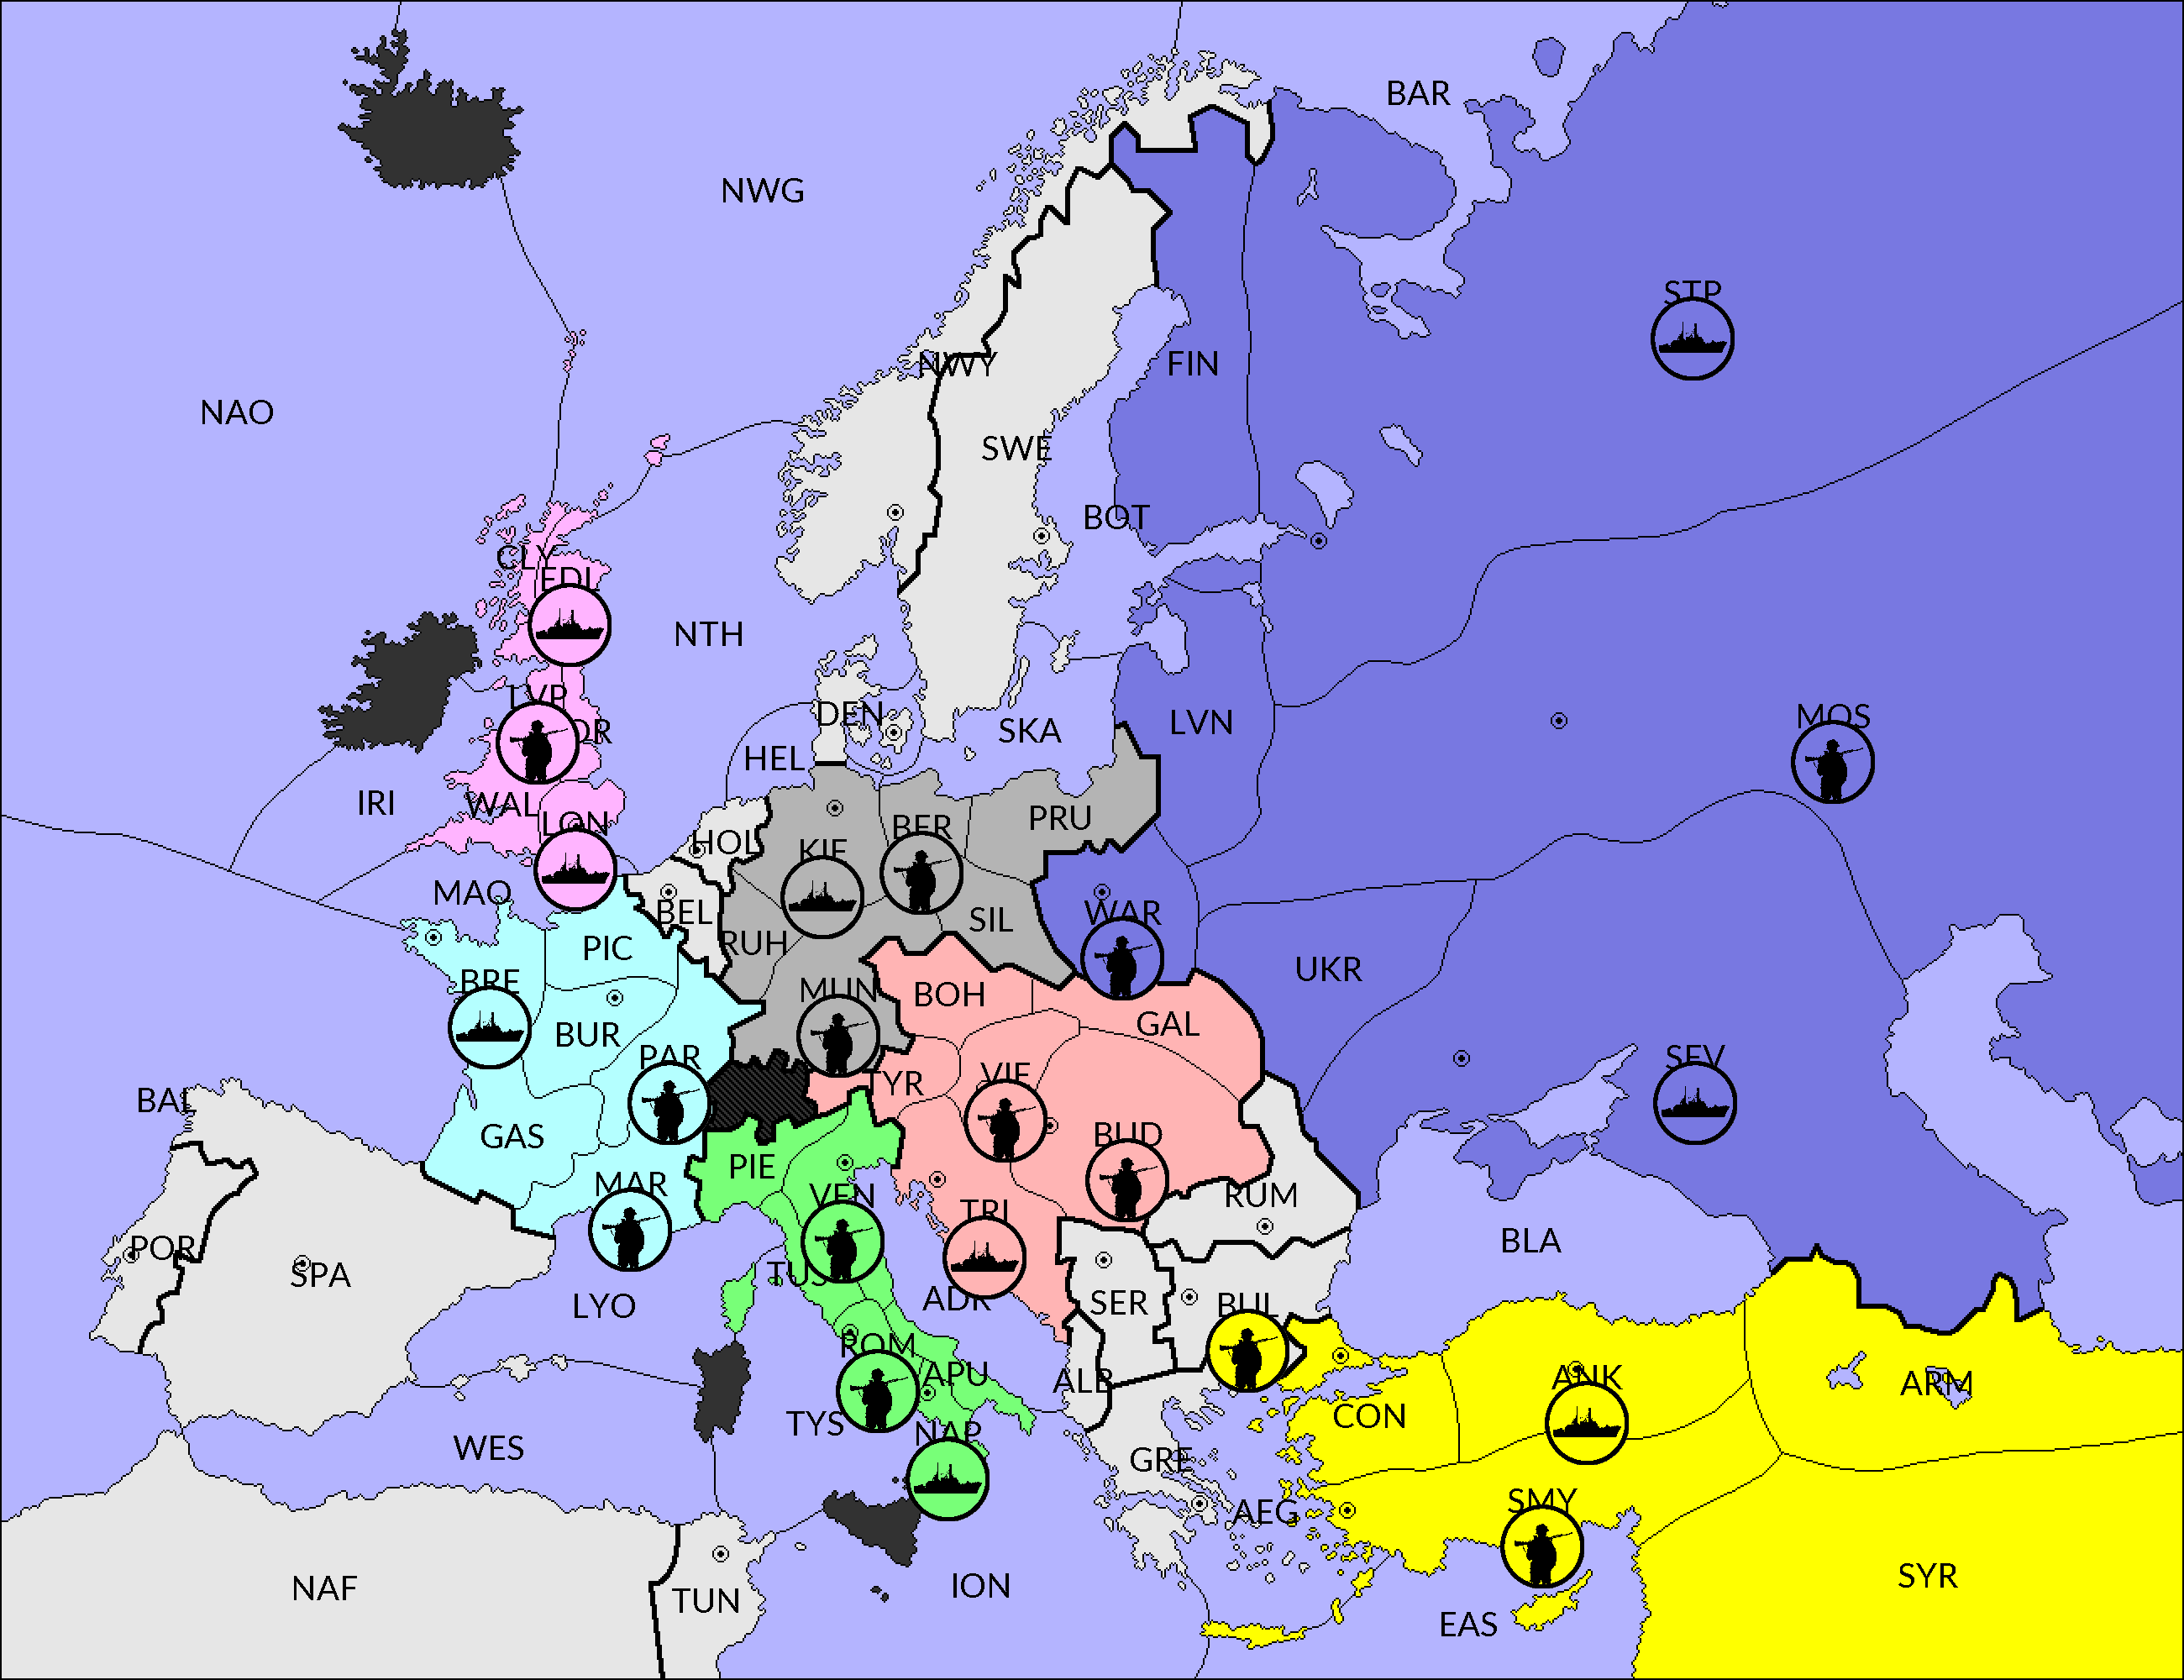 BAR
NWG
STP
NWY
FIN
NAO
SWE
BOT
CLY
EDI
NTH
LVP
MOS
DEN
SKA
LVN
HEL
IRI
WAL
LON
HOL
KIE
BER
PRU
MAO
BEL
WAR
SIL
RUH
PIC
UKR
BRE
MUN
BOH
GAL
BUR
PAR
SEV
VIE
TYR
BAL
GAS
BUD
PIE
MAR
VEN
RUM
TRI
POR
SPA
BLA
TUS
LYO
ADR
SER
BUL
ROM
APU
ALB
ANK
ARM
CON
TYS
NAP
WES
GRE
AEG
SMY
NAF
TUN
ION
SYR
EAS